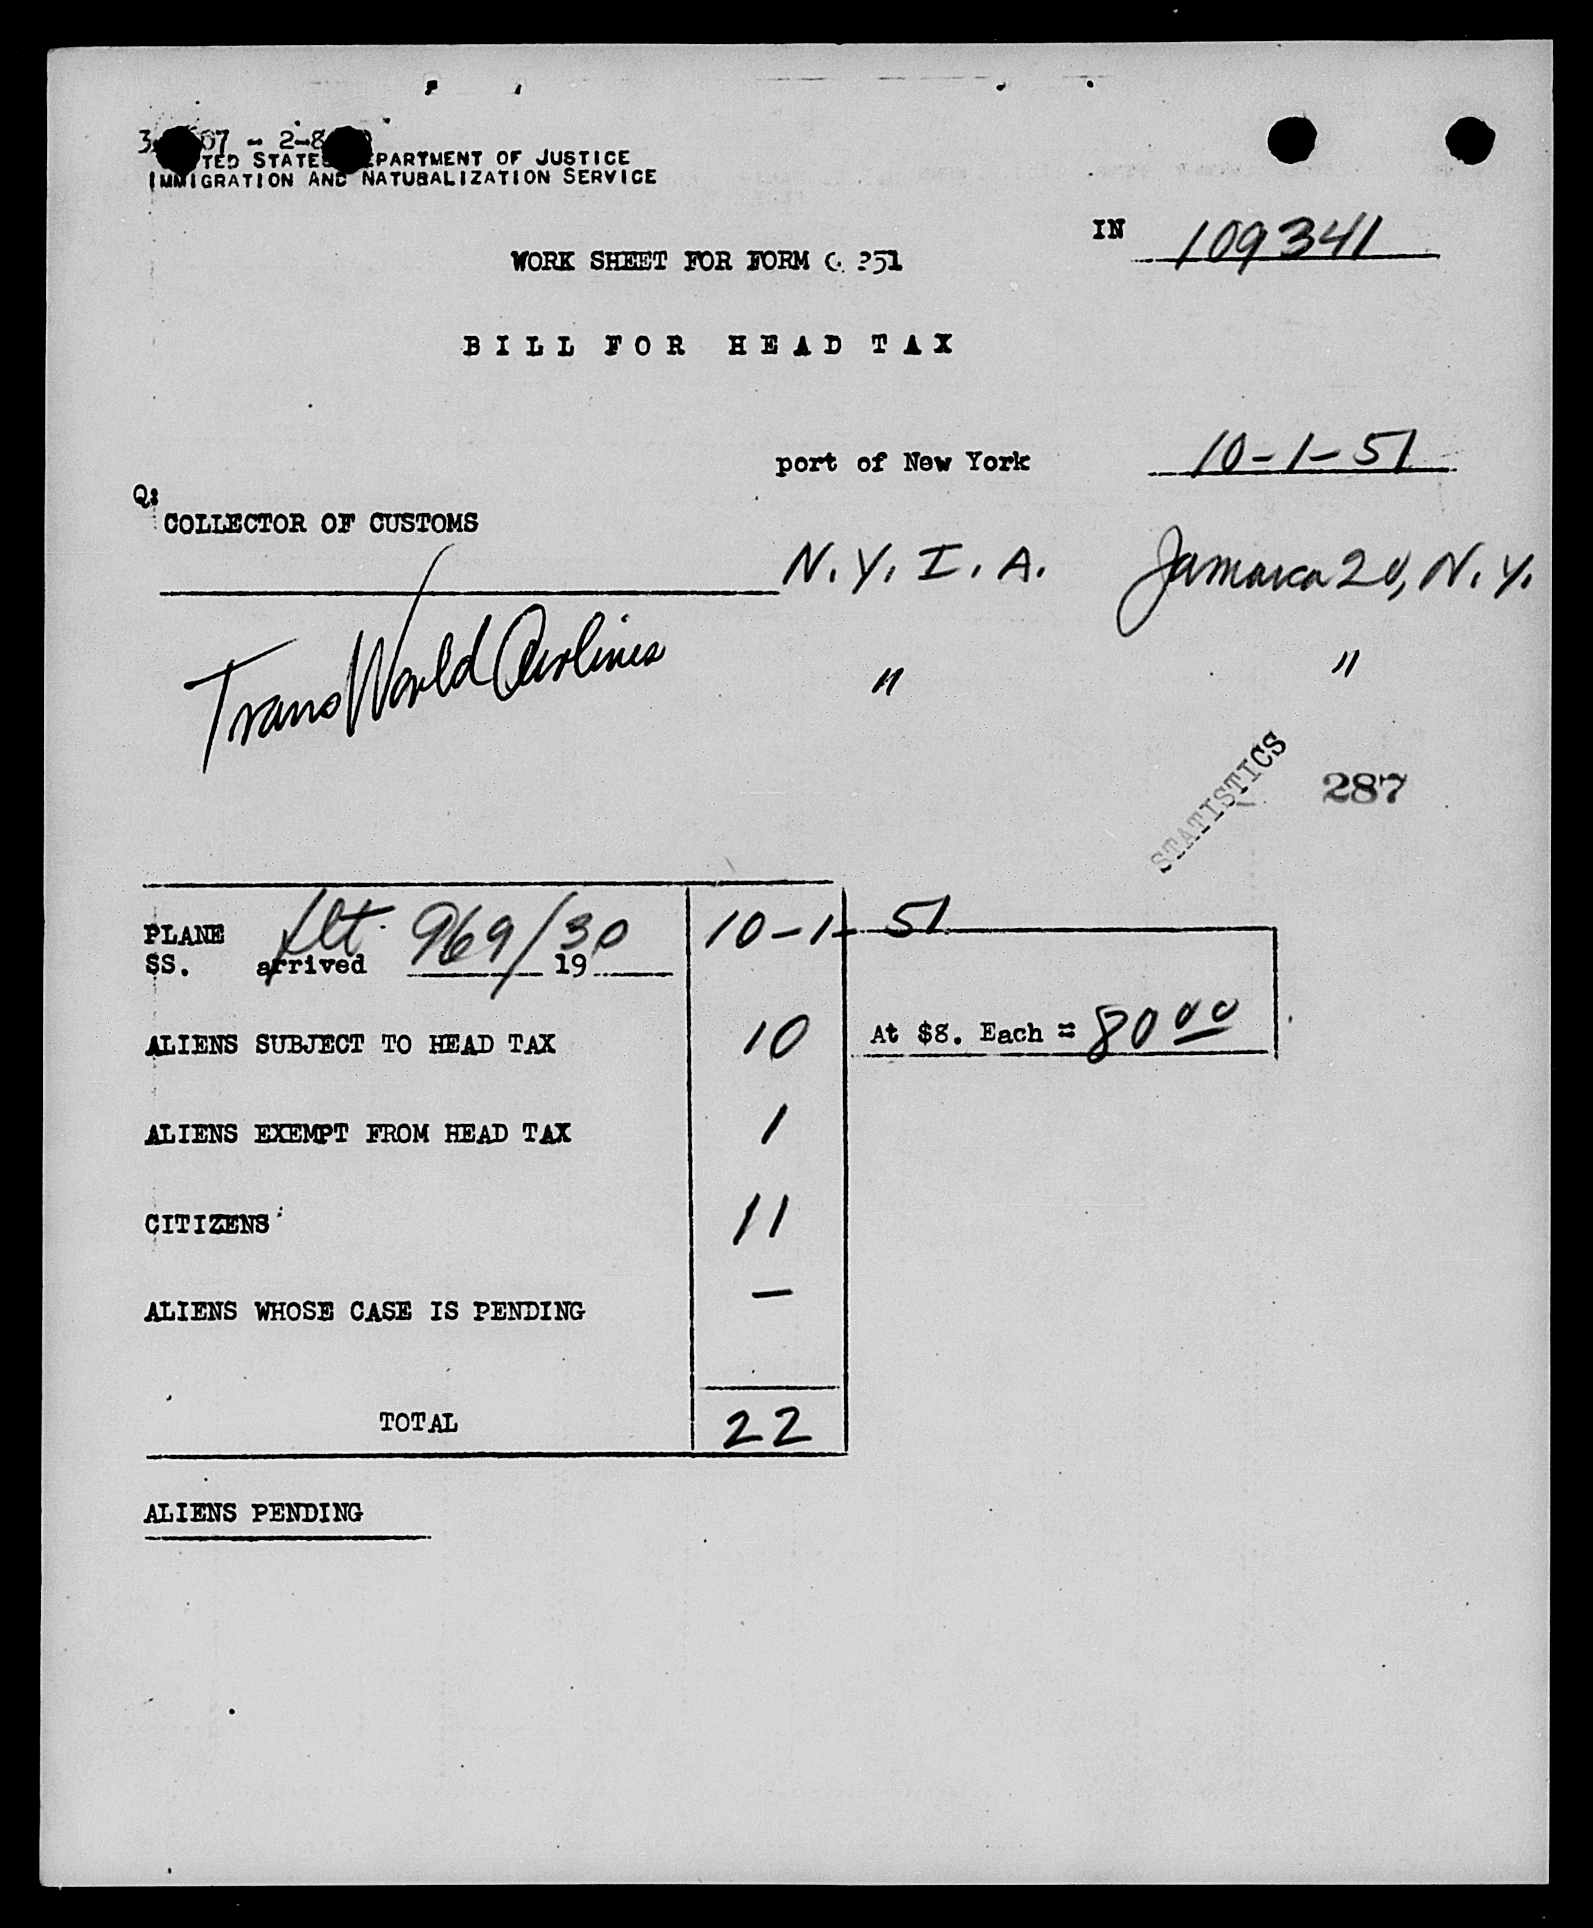 UNITED STATES DEPARTMENT OF JUSTICE
IMMIGRATION AND NATURALIZATION SERVICE
IN 109341
WORK SHEET FOR FORM 351
BILL FOR HEAD TAX
port of New York 10-1-51
COLLECTOR OF CUSTOMS
N.Y.I.A. Jamaica 20, N.Y.
Trans World Airlines " "
STATISTICS 287
PLANE flt. 969/30 10-1-51
SS. arrived 19
ALIENS SUBJECT TO HEAD TAX 10 At $8. Each = 80 00
ALIENS EXEMPT FROM HEAD TAX 1
CITIZENS 11
ALIENS WHOSE CASE IS PENDING —
TOTAL 22
ALIENS PENDING